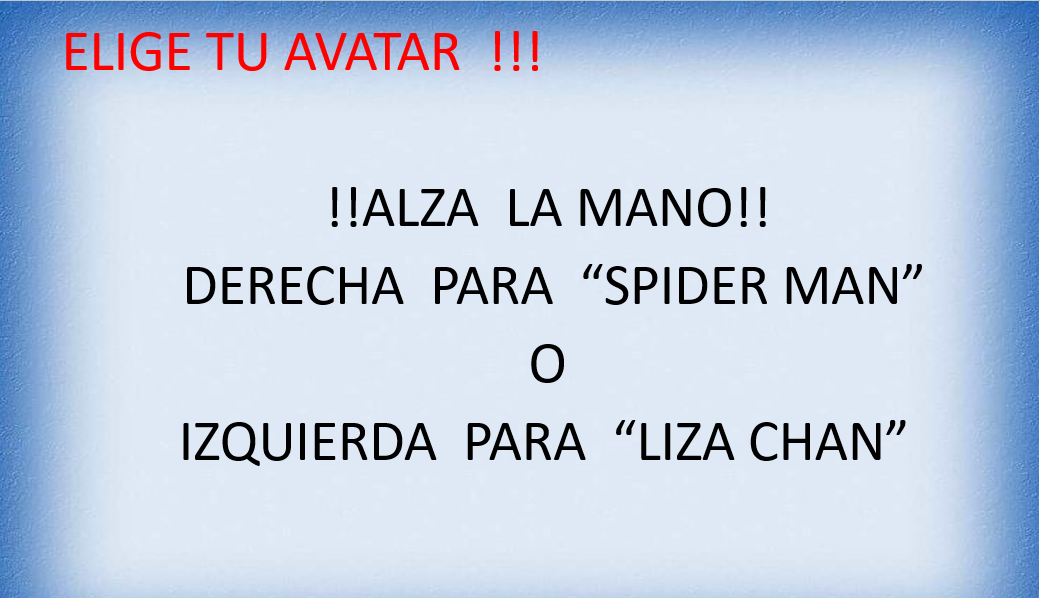 ELIGE TU AVATAR !!!
!!ALZA LA MANO!!
DERECHA PARA “SPIDER MAN”
O
IZQUIERDA PARA “LIZA CHAN”